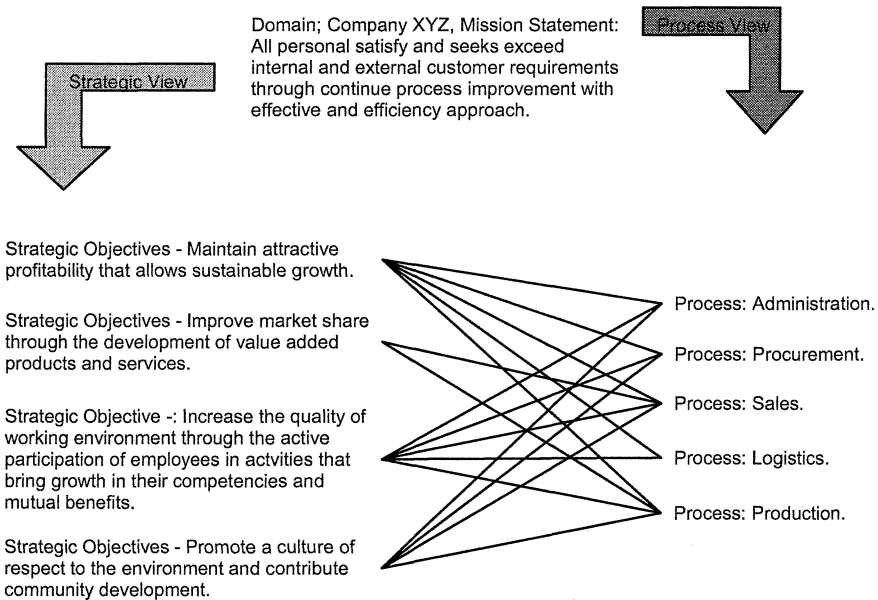 Domain; Company XYZ, Mission Statement:
All personal satisfy and seeks exceed
internal and external customer requirements
through continue process improvement with
effective and efficiency approach.
Process View
Strategic View
Strategic Objectives - Maintain attractive
profitability that allows sustainable growth.
Strategic Objectives - Improve market share
through the development of value added
products and services.
Strategic Objective -: Increase the quality of
working environment through the active
participation of employees in actvities that
bring growth in their competencies and
mutual benefits.
Strategic Objectives - Promote a culture of
respect to the environment and contribute
community development.
Process: Administration.
Process: Procurement.
Process: Sales.
Process: Logistics.
Process: Production.